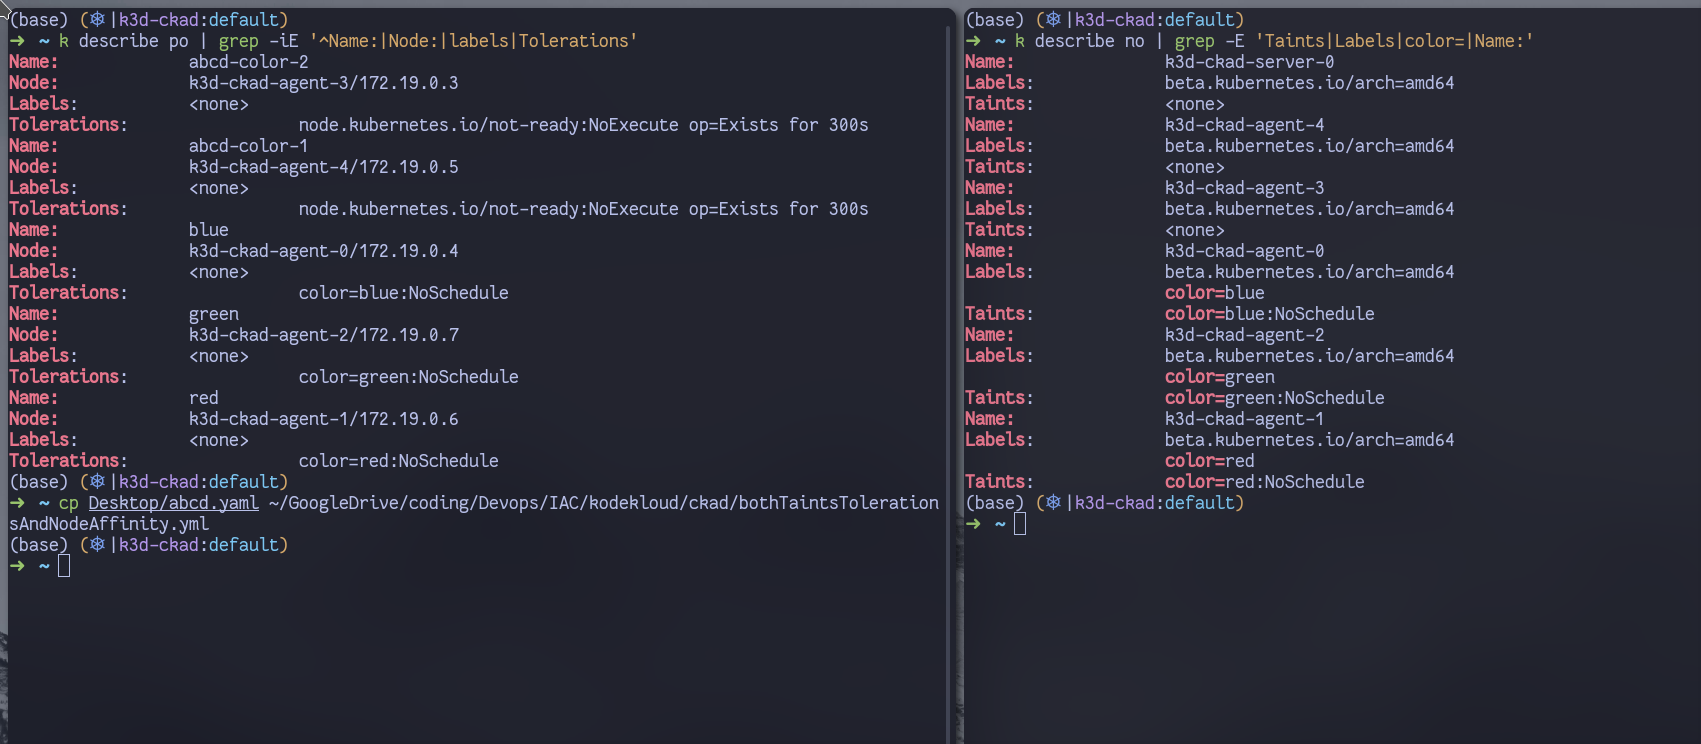 (base) (⎈|k3d-ckad:default)
➜ ~ k describe po | grep -iE '^Name:|Node:|labels|Tolerations'
Name: abcd-color-2
Node: k3d-ckad-agent-3/172.19.0.3
Labels: <none>
Tolerations: node.kubernetes.io/not-ready:NoExecute op=Exists for 300s
Name: abcd-color-1
Node: k3d-ckad-agent-4/172.19.0.5
Labels: <none>
Tolerations: node.kubernetes.io/not-ready:NoExecute op=Exists for 300s
Name: blue
Node: k3d-ckad-agent-0/172.19.0.4
Labels: <none>
Tolerations: color=blue:NoSchedule
Name: green
Node: k3d-ckad-agent-2/172.19.0.7
Labels: <none>
Tolerations: color=green:NoSchedule
Name: red
Node: k3d-ckad-agent-1/172.19.0.6
Labels: <none>
Tolerations: color=red:NoSchedule
(base) (⎈|k3d-ckad:default)
➜ ~ cp Desktop/abcd.yaml ~/GoogleDrive/coding/Devops/IAC/kodekloud/ckad/bothTaintsToleration
sAndNodeAffinity.yml
(base) (⎈|k3d-ckad:default)
➜ ~
(base) (⎈|k3d-ckad:default)
➜ ~ k describe no | grep -E 'Taints|Labels|color=|Name:'
Name: k3d-ckad-server-0
Labels: beta.kubernetes.io/arch=amd64
Taints: <none>
Name: k3d-ckad-agent-4
Labels: beta.kubernetes.io/arch=amd64
Taints: <none>
Name: k3d-ckad-agent-3
Labels: beta.kubernetes.io/arch=amd64
Taints: <none>
Name: k3d-ckad-agent-0
Labels: beta.kubernetes.io/arch=amd64
color=blue
Taints: color=blue:NoSchedule
Name: k3d-ckad-agent-2
Labels: beta.kubernetes.io/arch=amd64
color=green
Taints: color=green:NoSchedule
Name: k3d-ckad-agent-1
Labels: beta.kubernetes.io/arch=amd64
color=red
Taints: color=red:NoSchedule
(base) (⎈|k3d-ckad:default)
➜ ~